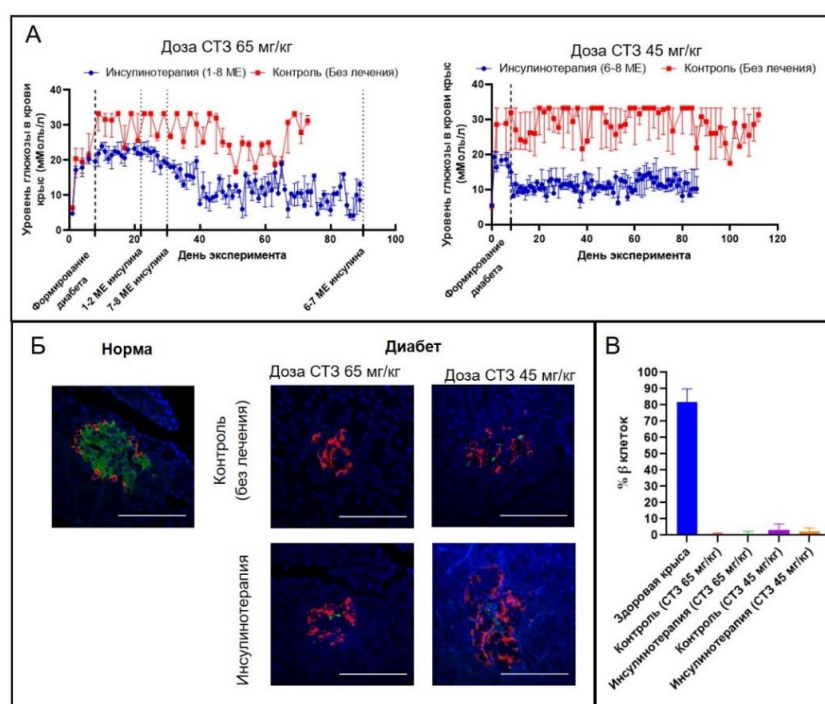 А
Доза СТЗ 65 мг/кг
Инсулинотерапия (1-8 МЕ)
Контроль (Без лечения)
Уровень глюкозы в крови
крыс (мМоль/л)
40
30
20
10
0
0
20
40
60
80
100
День эксперимента
Формирование
диабета
1-2 МЕ инсулина
7-8 МЕ инсулина
6-7 МЕ инсулина
Доза СТЗ 45 мг/кг
Инсулинотерапия (6-8 МЕ)
Контроль (Без лечения)
Уровень глюкозы в крови крыс
(мМоль/л)
40
30
20
10
0
0
20
40
60
80
100
120
День эксперимента
Формирование
диабета
Б
Норма
Диабет
Доза СТЗ 65 мг/кг
Доза СТЗ 45 мг/кг
Контроль
(без лечения)
Инсулинотерапия
В
% β клеток
100
90
80
70
60
50
40
30
20
10
0
Здоровая крыса
Контроль (СТЗ 65 мг/кг)
Инсулинотерапия (СТЗ 65 мг/кг)
Контроль (СТЗ 45 мг/кг)
Инсулинотерапия (СТЗ 45 мг/кг)